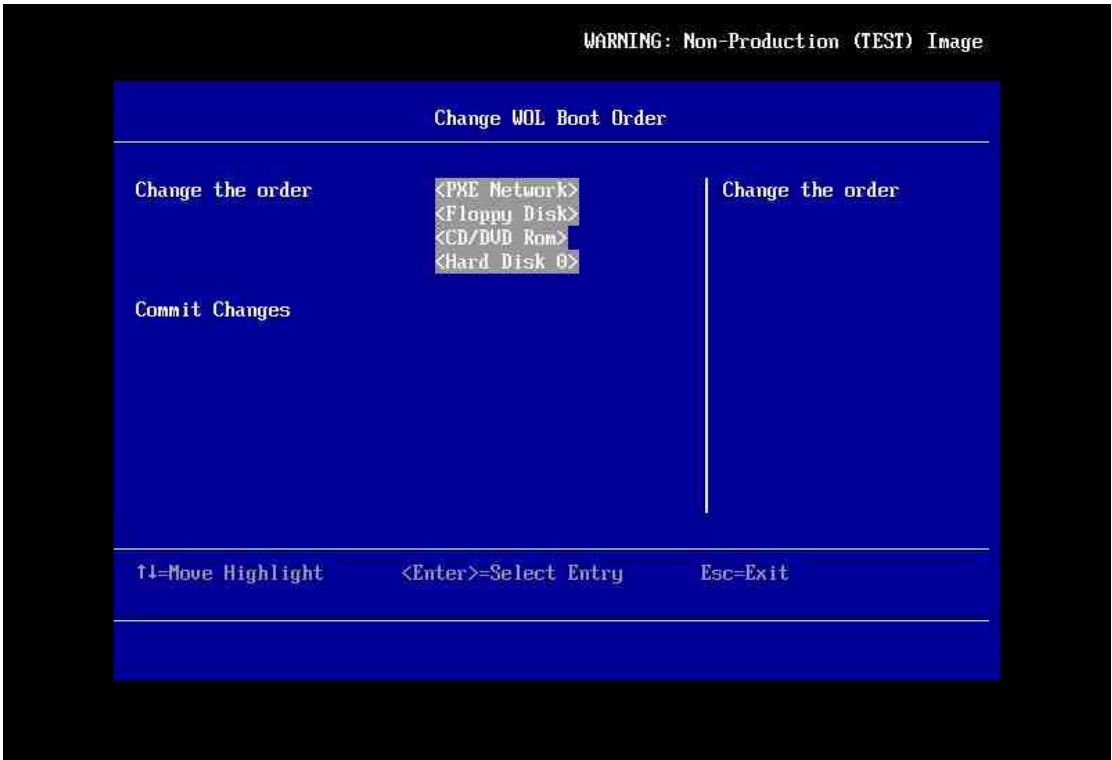 WARNING: Non-Production (TEST) Image
Change WOL Boot Order
Change the order <PXE Network> Change the order
<Floppy Disk>
<CD/DVD Rom>
<Hard Disk 0>
Commit Changes
↑↓=Move Highlight <Enter>=Select Entry Esc=Exit